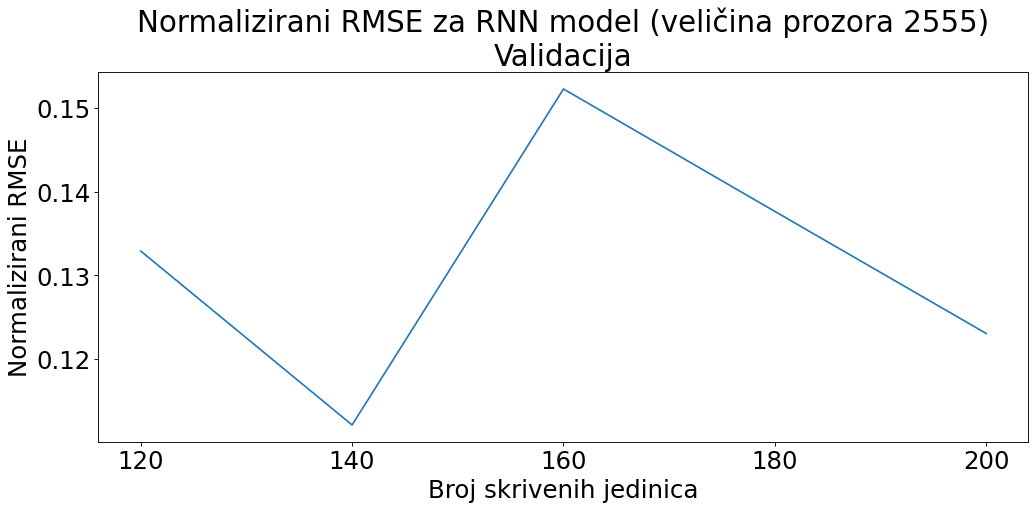 Normalizirani RMSE za RNN model (veličina prozora 2555)
Validacija
Normalizirani RMSE
0.15
0.14
0.13
0.12
120 140 160 180 200
Broj skrivenih jedinica